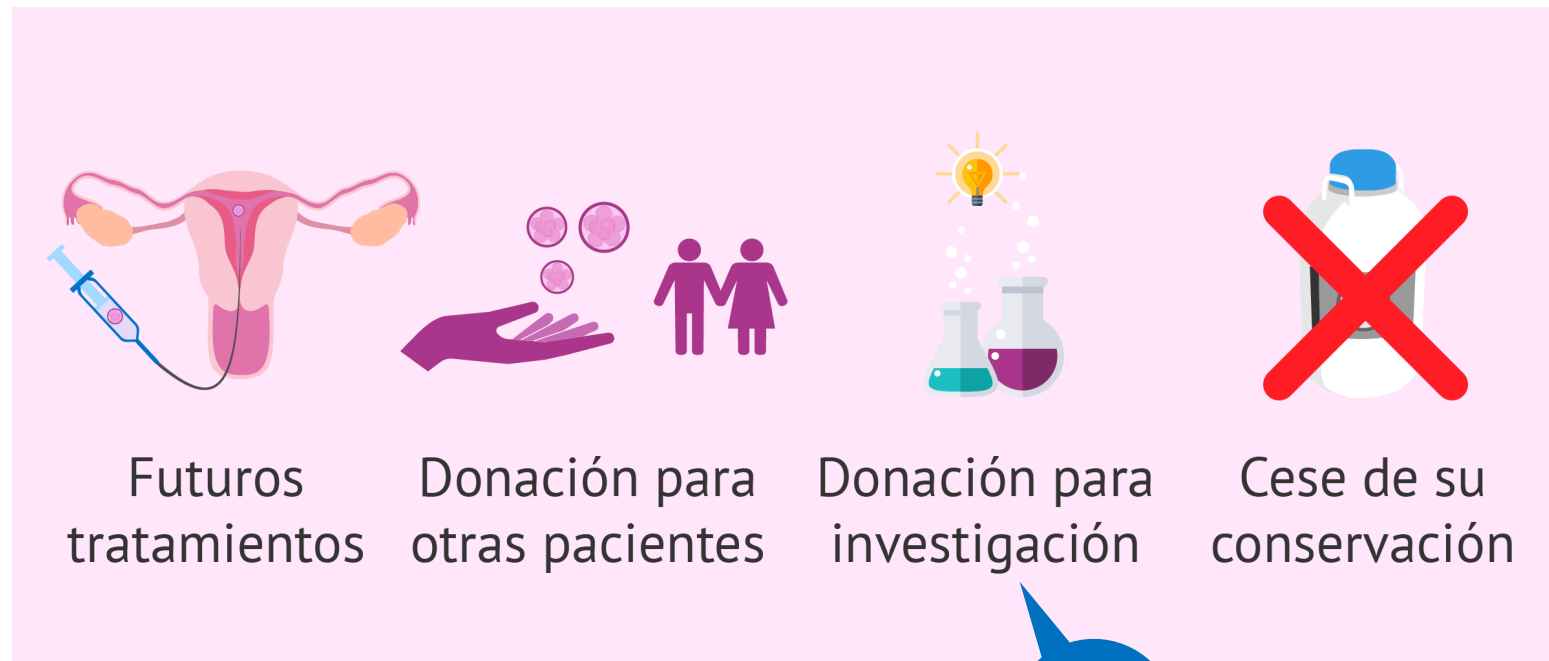 Futuros
tratamientos
Donación para
otras pacientes
Donación para
investigación
Cese de su
conservación